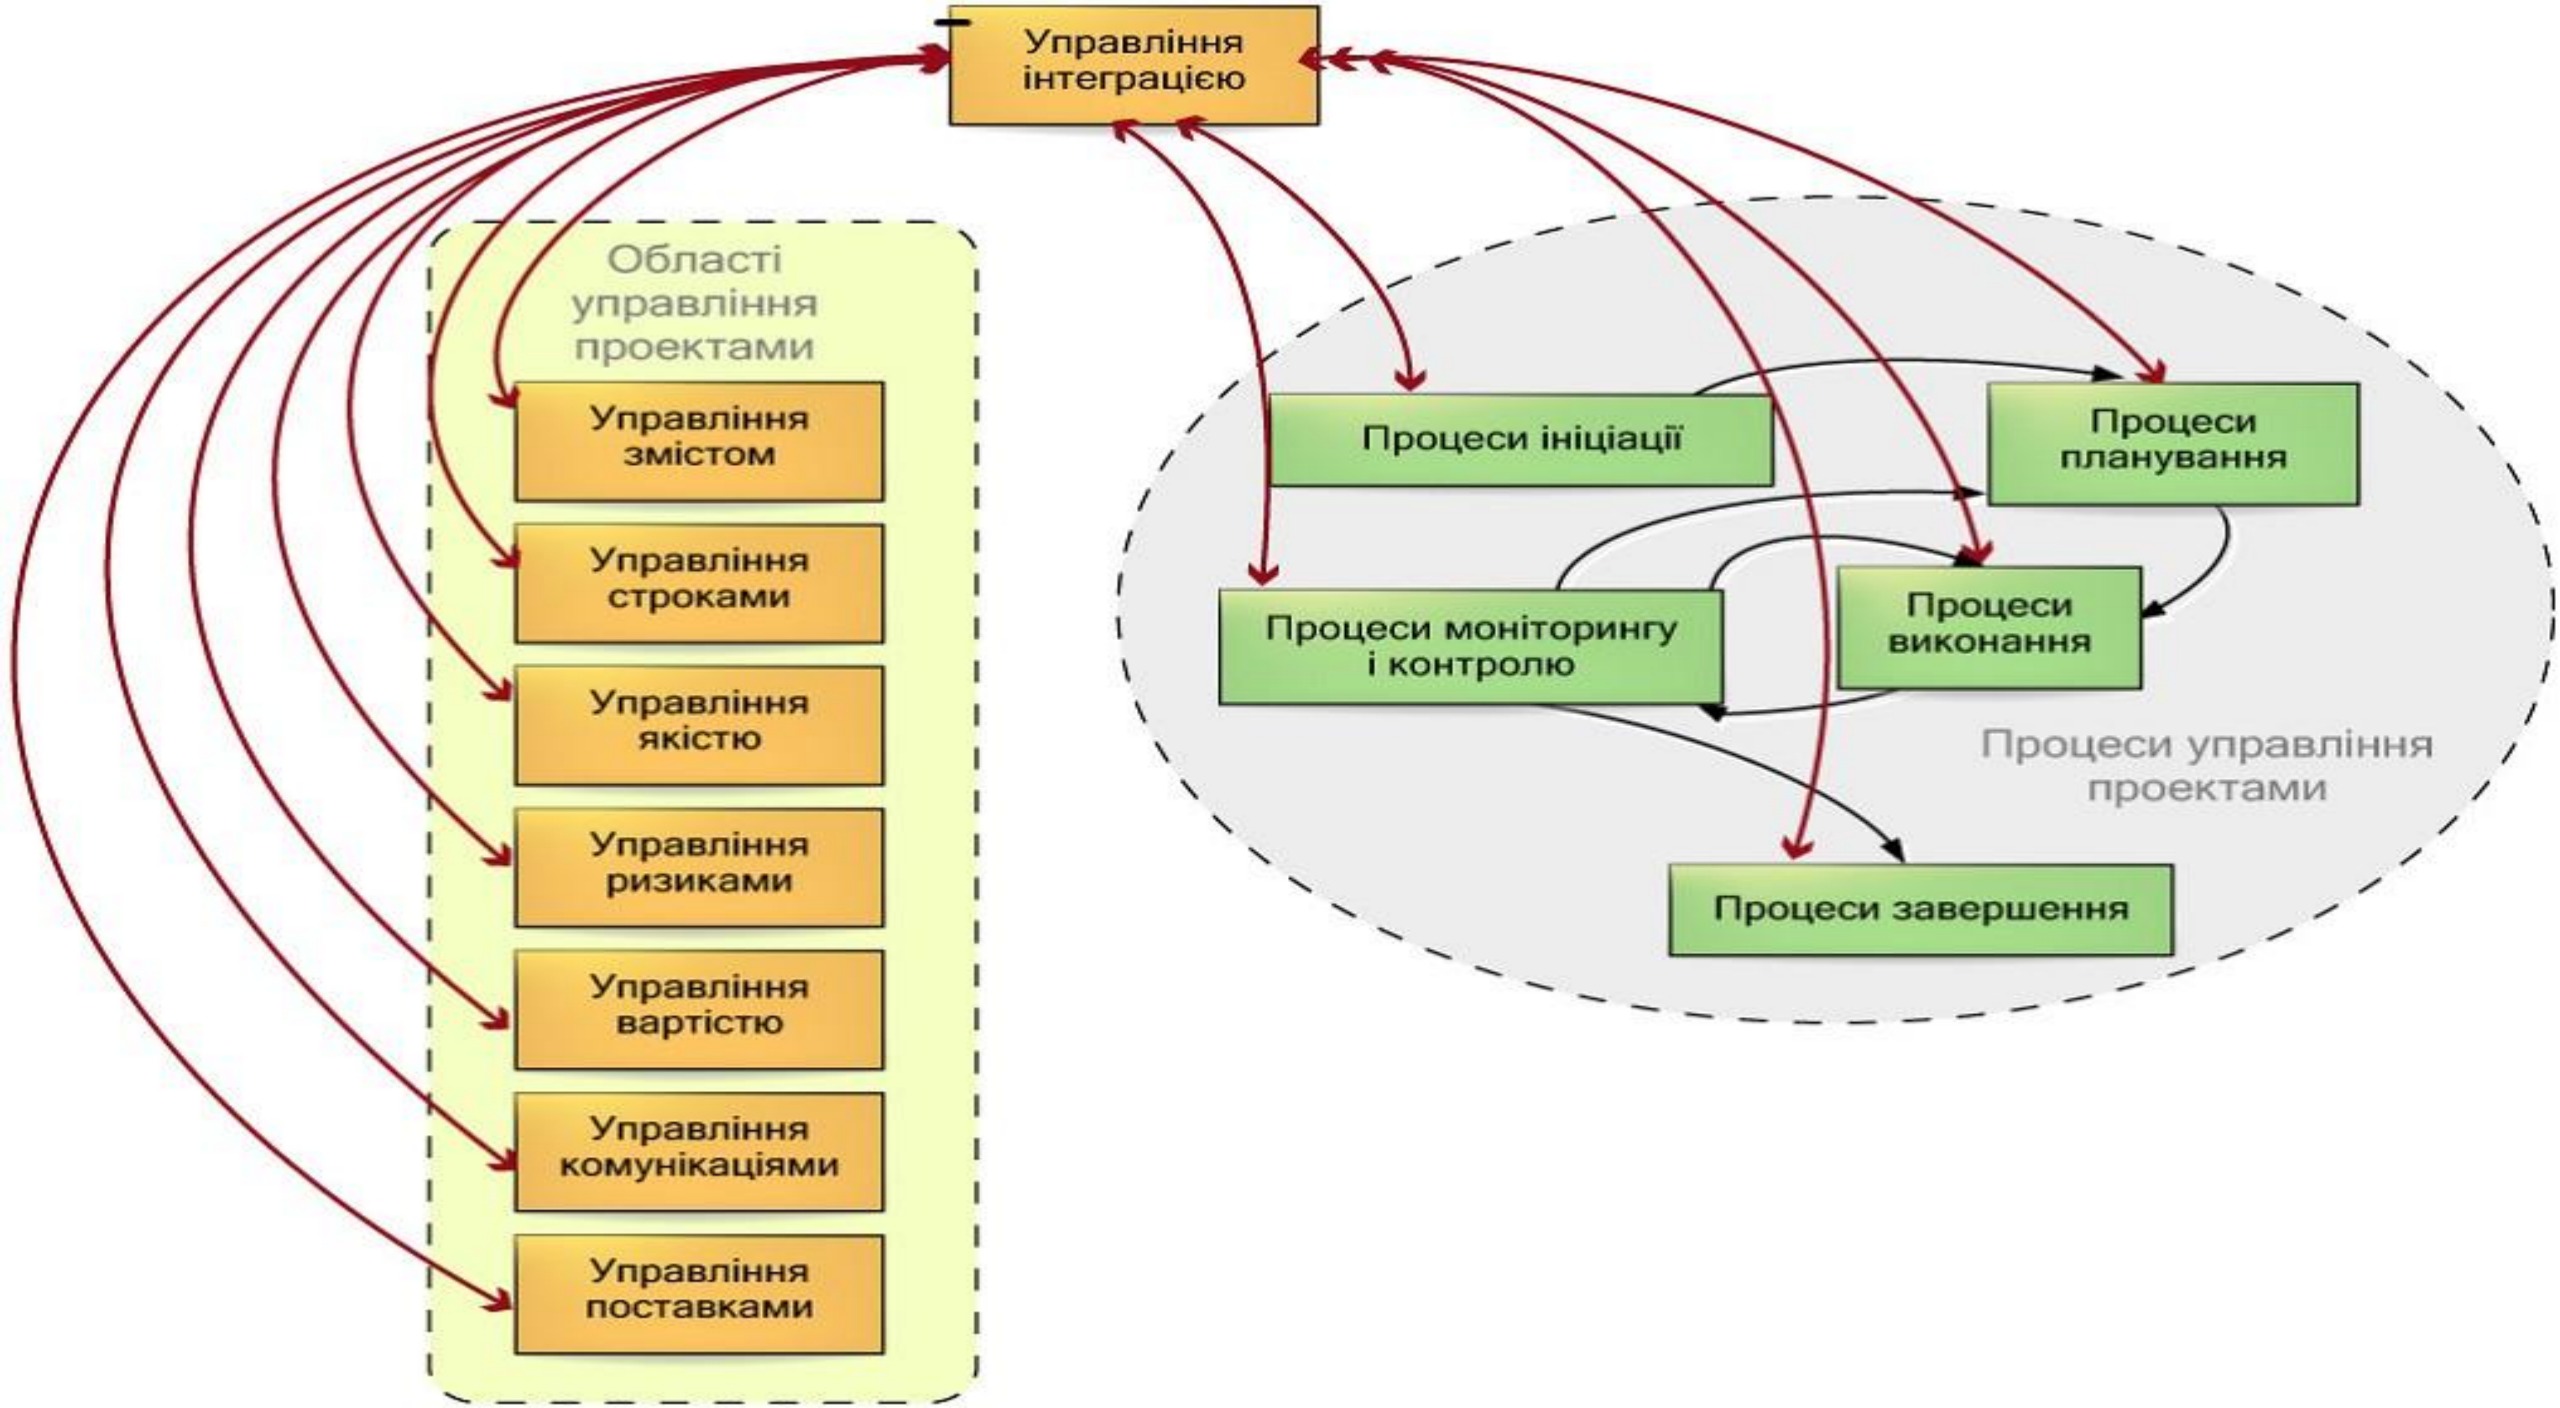 Управління
інтеграцією
Області
управління
проектами
Управління
змістом
Управління
строками
Управління
якістю
Управління
ризиками
Управління
вартістю
Управління
комунікаціями
Управління
поставками
Процеси ініціації
Процеси
планування
Процеси моніторингу
і контролю
Процеси
виконання
Процеси управління
проектами
Процеси завершення